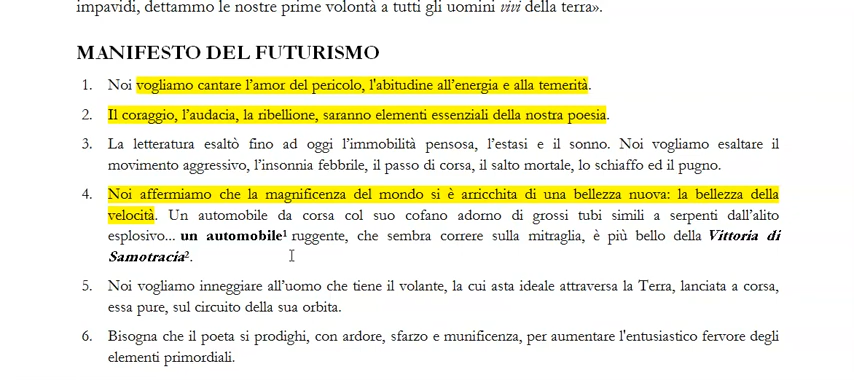 impavidi, dettammo le nostre prime volontà a tutti gli uomini vivi della terra».
MANIFESTO DEL FUTURISMO
1. Noi vogliamo cantare l’amor del pericolo, l'abitudine all’energia e alla temerità.
2. Il coraggio, l’audacia, la ribellione, saranno elementi essenziali della nostra poesia.
3. La letteratura esaltò fino ad oggi l’immobilità pensosa, l’estasi e il sonno. Noi vogliamo esaltare il
movimento aggressivo, l’insonnia febbrile, il passo di corsa, il salto mortale, lo schiaffo ed il pugno.
4. Noi affermiamo che la magnificenza del mondo si è arricchita di una bellezza nuova: la bellezza della
velocità. Un automobile da corsa col suo cofano adorno di grossi tubi simili a serpenti dall’alito
esplosivo... un automobile¹ ruggente, che sembra correre sulla mitraglia, è più bello della Vittoria di
Samotracia².
5. Noi vogliamo inneggiare all’uomo che tiene il volante, la cui asta ideale attraversa la Terra, lanciata a corsa,
essa pure, sul circuito della sua orbita.
6. Bisogna che il poeta si prodighi, con ardore, sfarzo e munificenza, per aumentare l'entusiastico fervore degli
elementi primordiali.